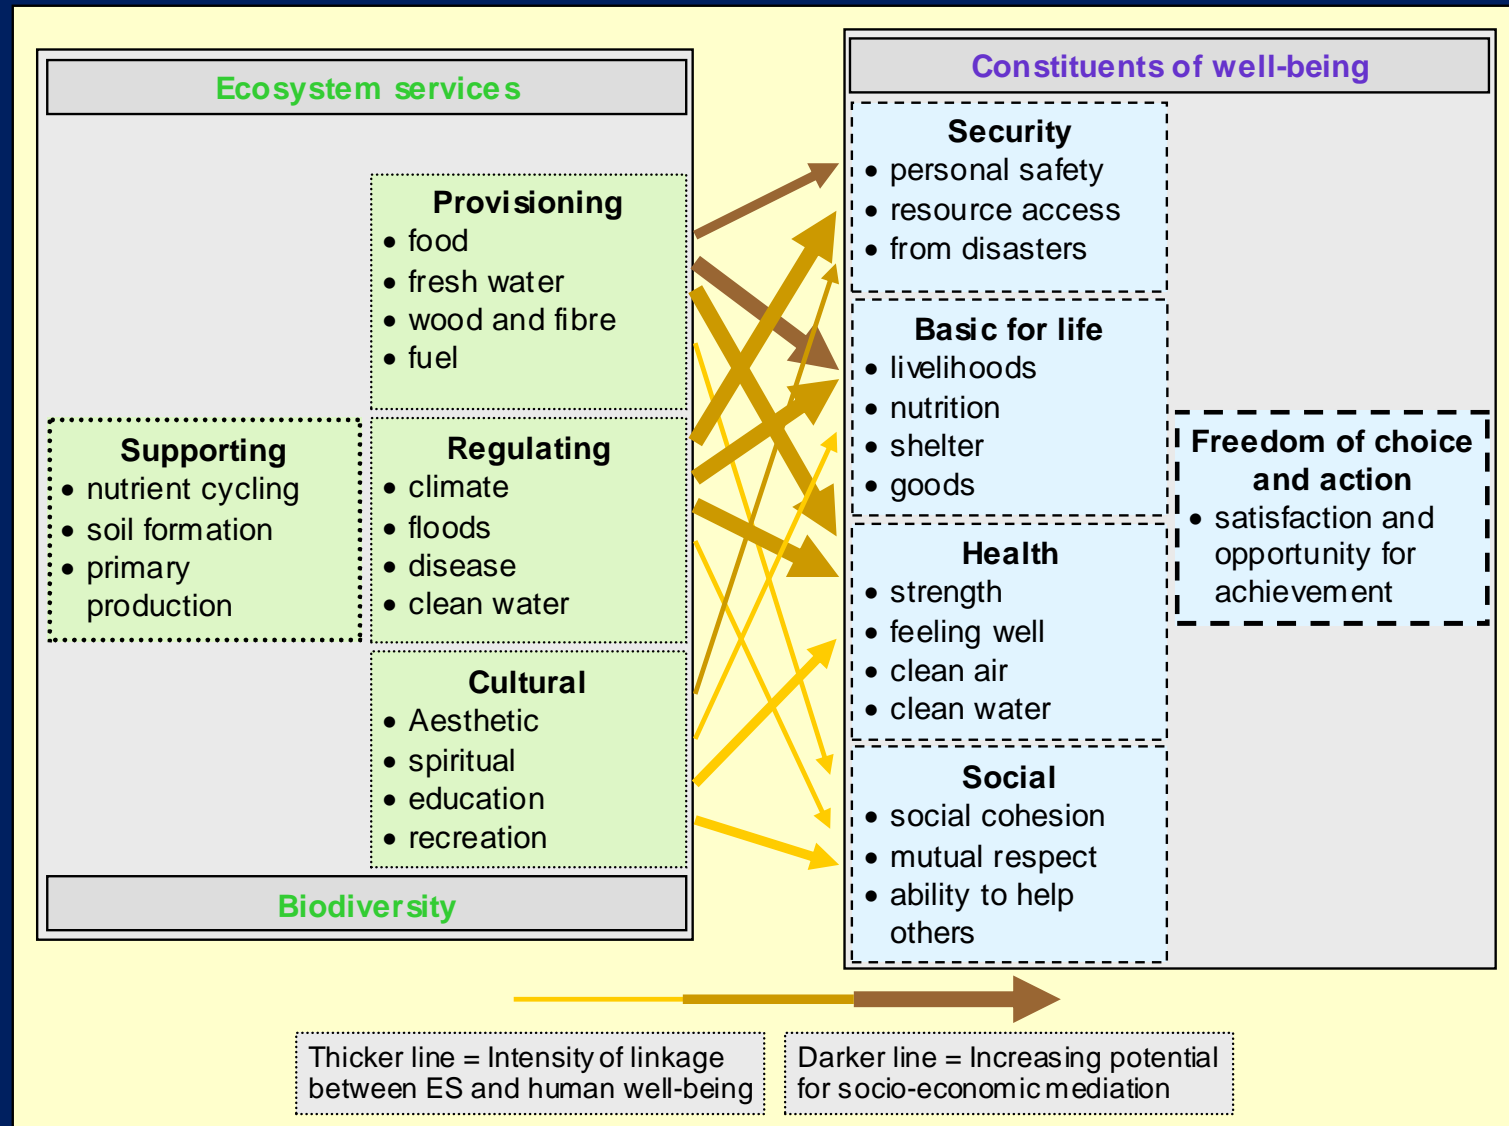 Ecosystem services
Provisioning
• food
• fresh water
• wood and fibre
• fuel
Supporting
• nutrient cycling
• soil formation
• primary
production
Regulating
• climate
• floods
• disease
• clean water
Cultural
• Aesthetic
• spiritual
• education
• recreation
Biodiversity
Constituents of well-being
Security
• personal safety
• resource access
• from disasters
Basic for life
• livelihoods
• nutrition
• shelter
• goods
Health
• strength
• feeling well
• clean air
• clean water
Social
• social cohesion
• mutual respect
• ability to help
others
Freedom of choice
and action
• satisfaction and
opportunity for
achievement
Thicker line = Intensity of linkage
between ES and human well-being
Darker line = Increasing potential
for socio-economic mediation